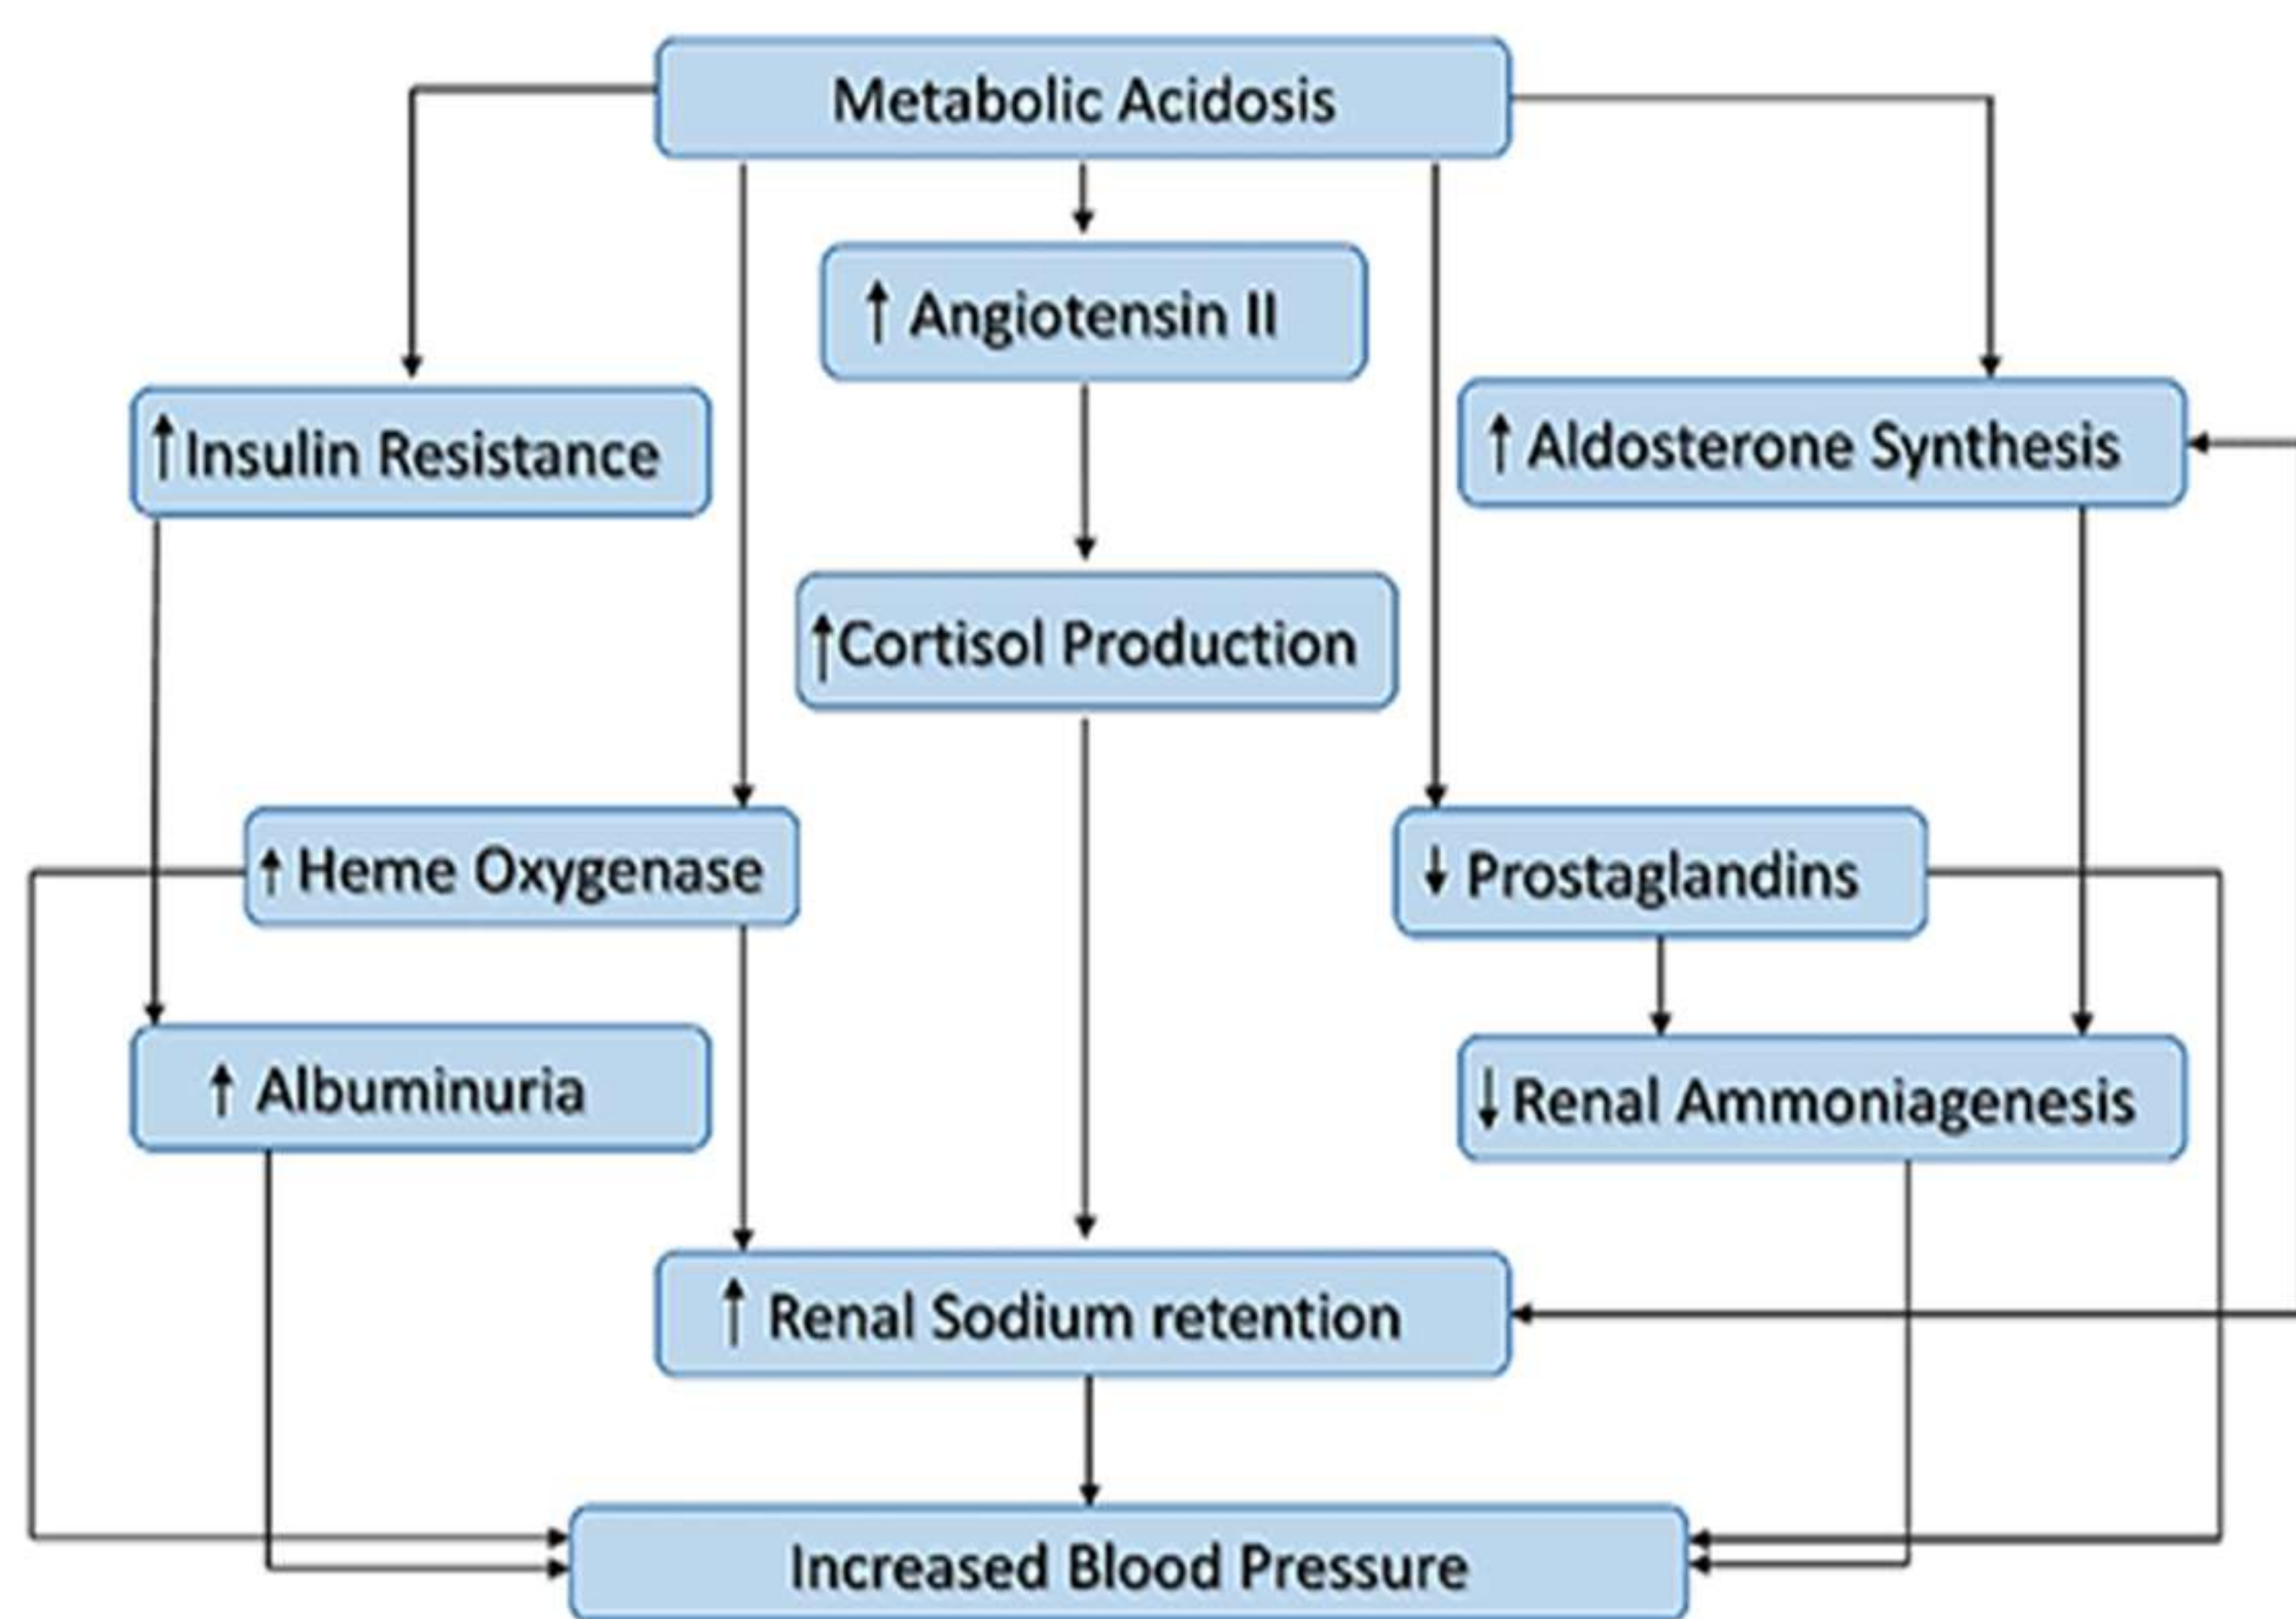 Metabolic Acidosis
↑ Angiotensin II
↑ Insulin Resistance
↑ Aldosterone Synthesis
↑ Cortisol Production
↑ Heme Oxygenase
↓ Prostaglandins
↑ Albuminuria
↓ Renal Ammoniagenesis
↑ Renal Sodium retention
Increased Blood Pressure